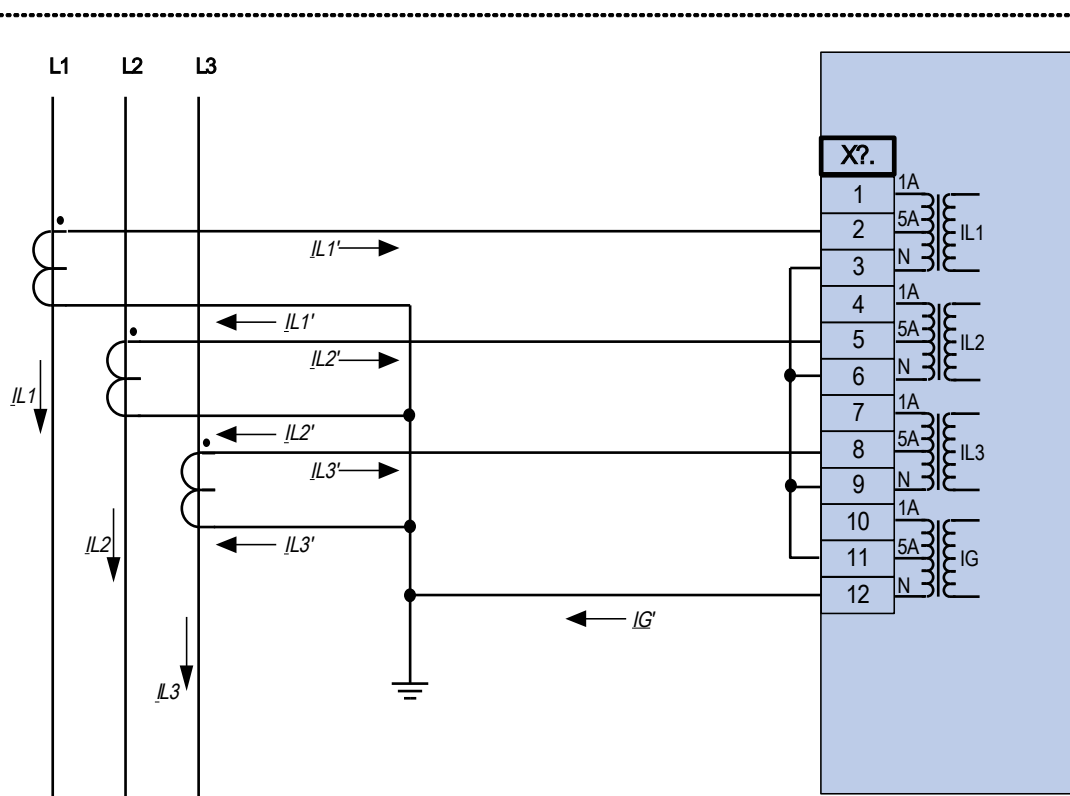 L1 L2 L3
X?.
1 1A
2 5A IL1
3 N
4 1A
5 5A IL2
6 N
7 1A
8 5A IL3
9 N
10 1A
11 5A IG
12 N
IL1'
IL1'
IL2'
IL1
IL2'
IL3'
IL2
IL3'
IG'
IL3